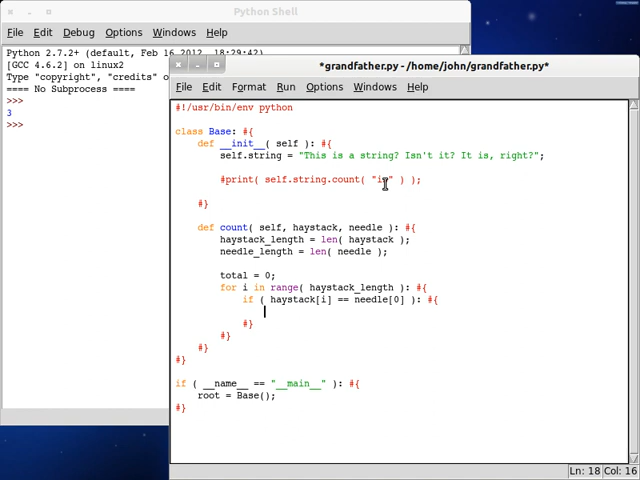 Python Shell
File Edit Debug Options Windows Help
Python 2.7.2+ (default, Feb 16 2012, 18:29:42)
[GCC 4.6.2] on linux2
Type "copyright", "credits" o
==== No Subprocess ====
>>>
3
>>>
*grandfather.py - /home/john/grandfather.py*
File Edit Format Run Options Windows Help
#!/usr/bin/env python
class Base: #{
def __init__( self ): #{
self.string = "This is a string? Isn't it? It is, right?";
#print( self.string.count( "is" ) );
#}
def count( self, haystack, needle ): #{
haystack_length = len( haystack );
needle_length = len( needle );
total = 0;
for i in range( haystack_length ): #{
if ( haystack[i] == needle[0] ): #{
#}
#}
#}
#}
if ( __name__ == "__main__" ): #{
root = Base();
#}
Ln: 18 Col: 16